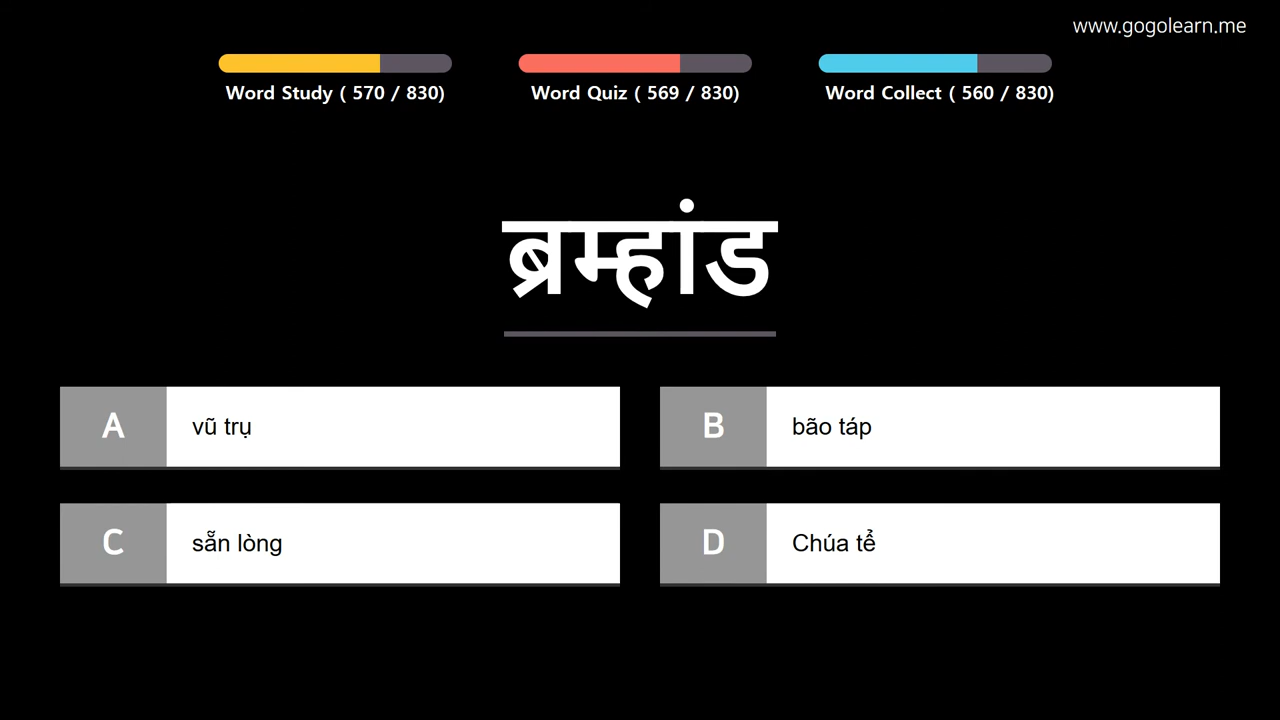 www.gogolearn.me
Word Study ( 570 / 830)
Word Quiz ( 569 / 830)
Word Collect ( 560 / 830)
ब्रम्हांड
A vũ trụ
B bão táp
C sẵn lòng
D Chúa tể